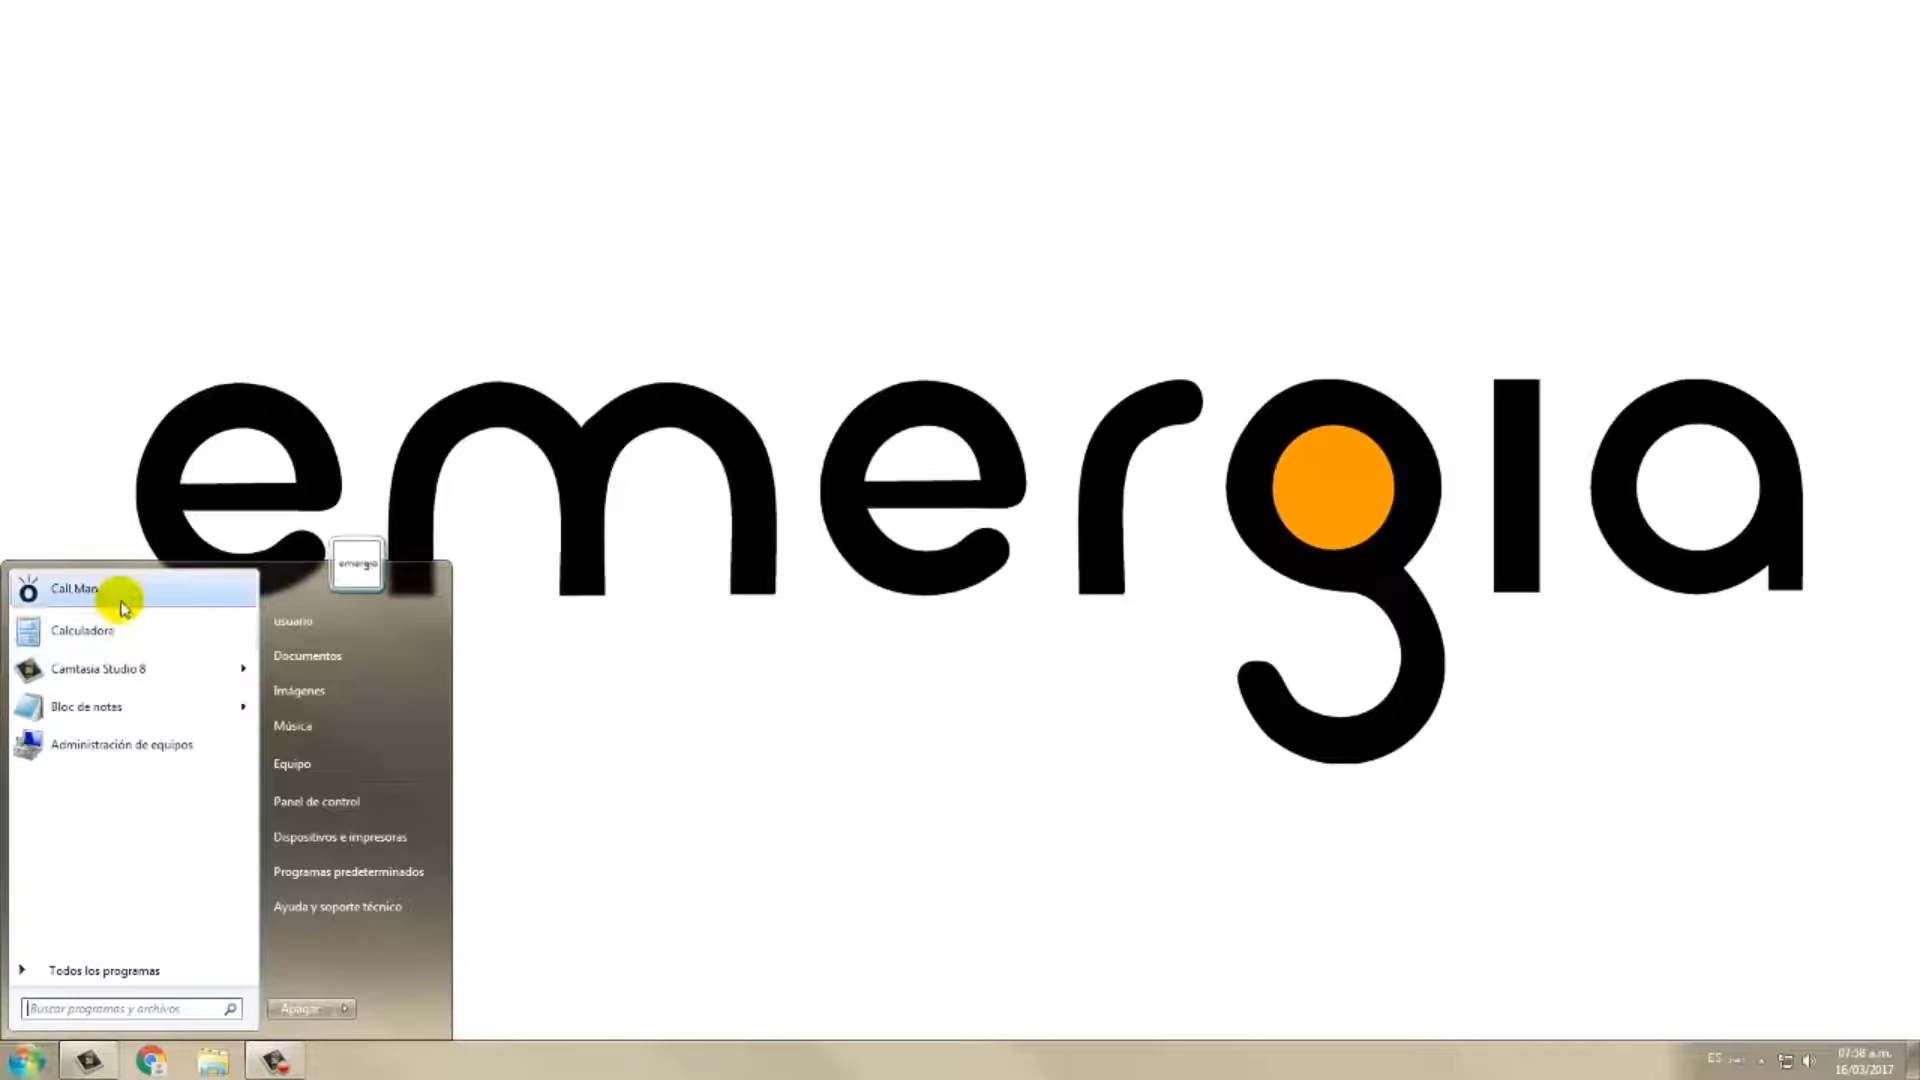 emergia
emergia
Call Man
Calculadora
Camtasia Studio 8
Bloc de notas
Administración de equipos
Todos los programas
Buscar programas y archivos
usuario
Documentos
Imágenes
Música
Equipo
Panel de control
Dispositivos e impresoras
Programas predeterminados
Ayuda y soporte técnico
Apagar
ES
07:58 a.m.
16/03/2017